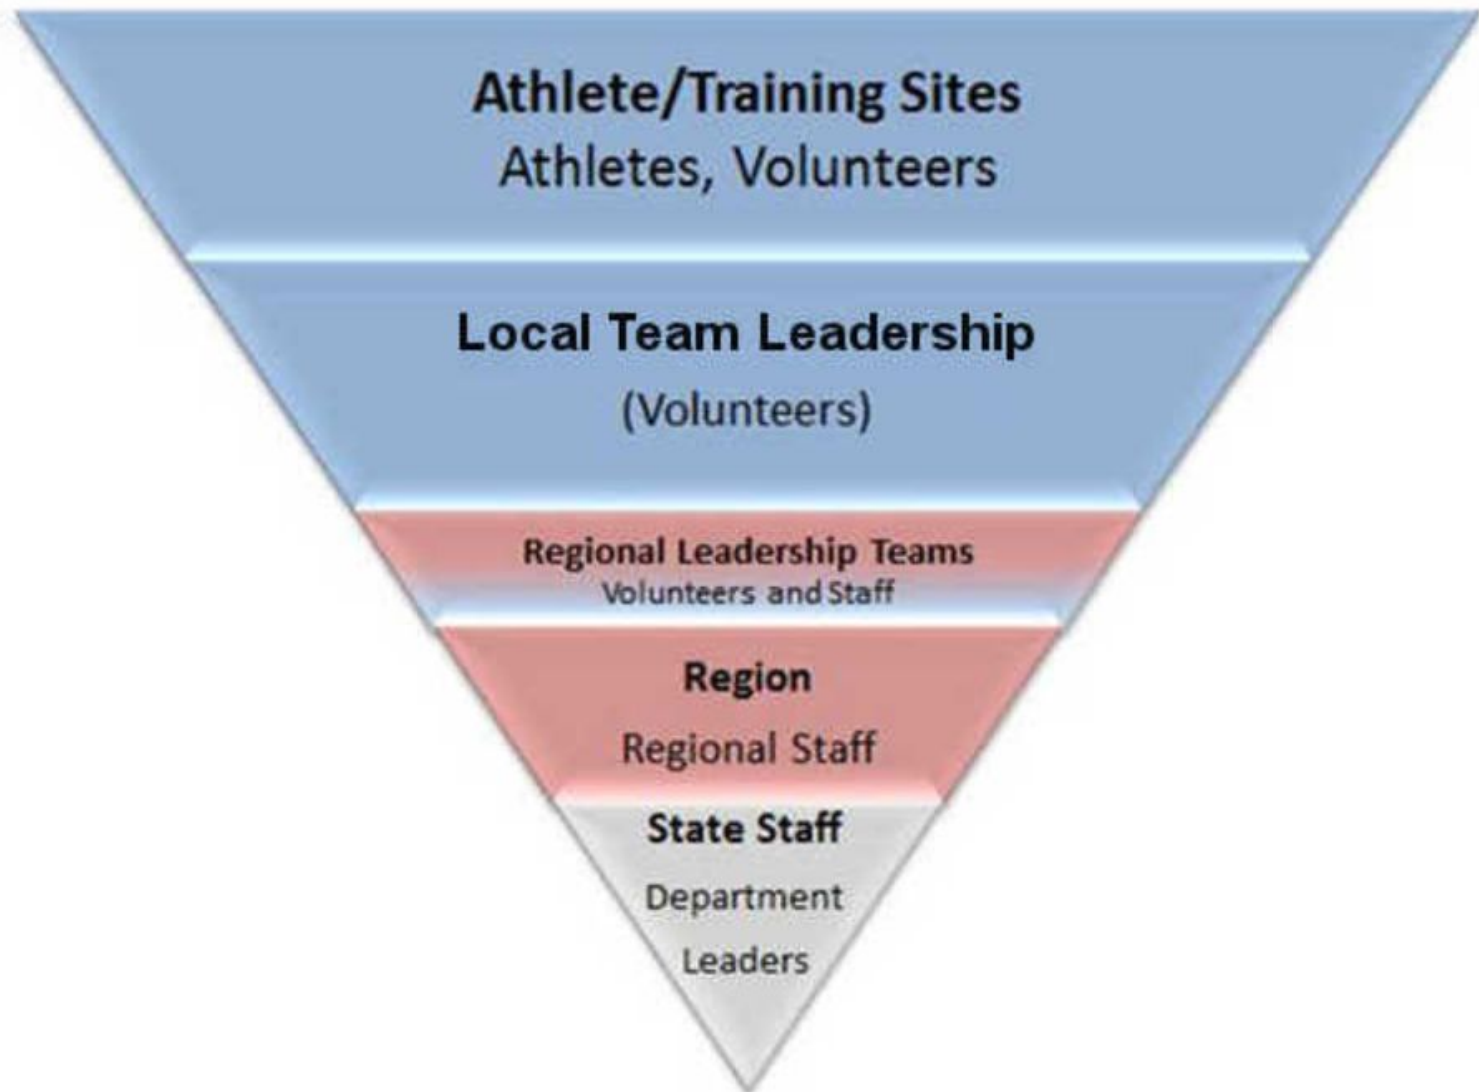 Athlete/Training Sites
Athletes, Volunteers
Local Team Leadership
(Volunteers)
Regional Leadership Teams
Volunteers and Staff
Region
Regional Staff
State Staff
Department
Leaders